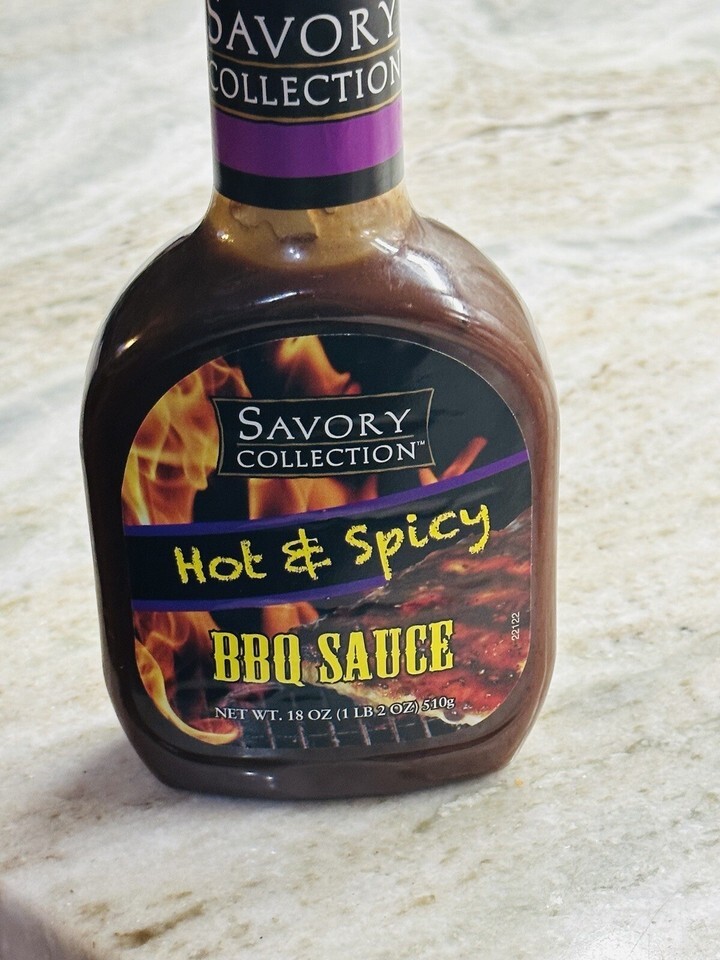 SAVORY
COLLECTION
SAVORY
COLLECTION™
Hot & Spicy
BBQ SAUCE
22122
NET WT. 18 OZ (1 LB 2 OZ) 510g